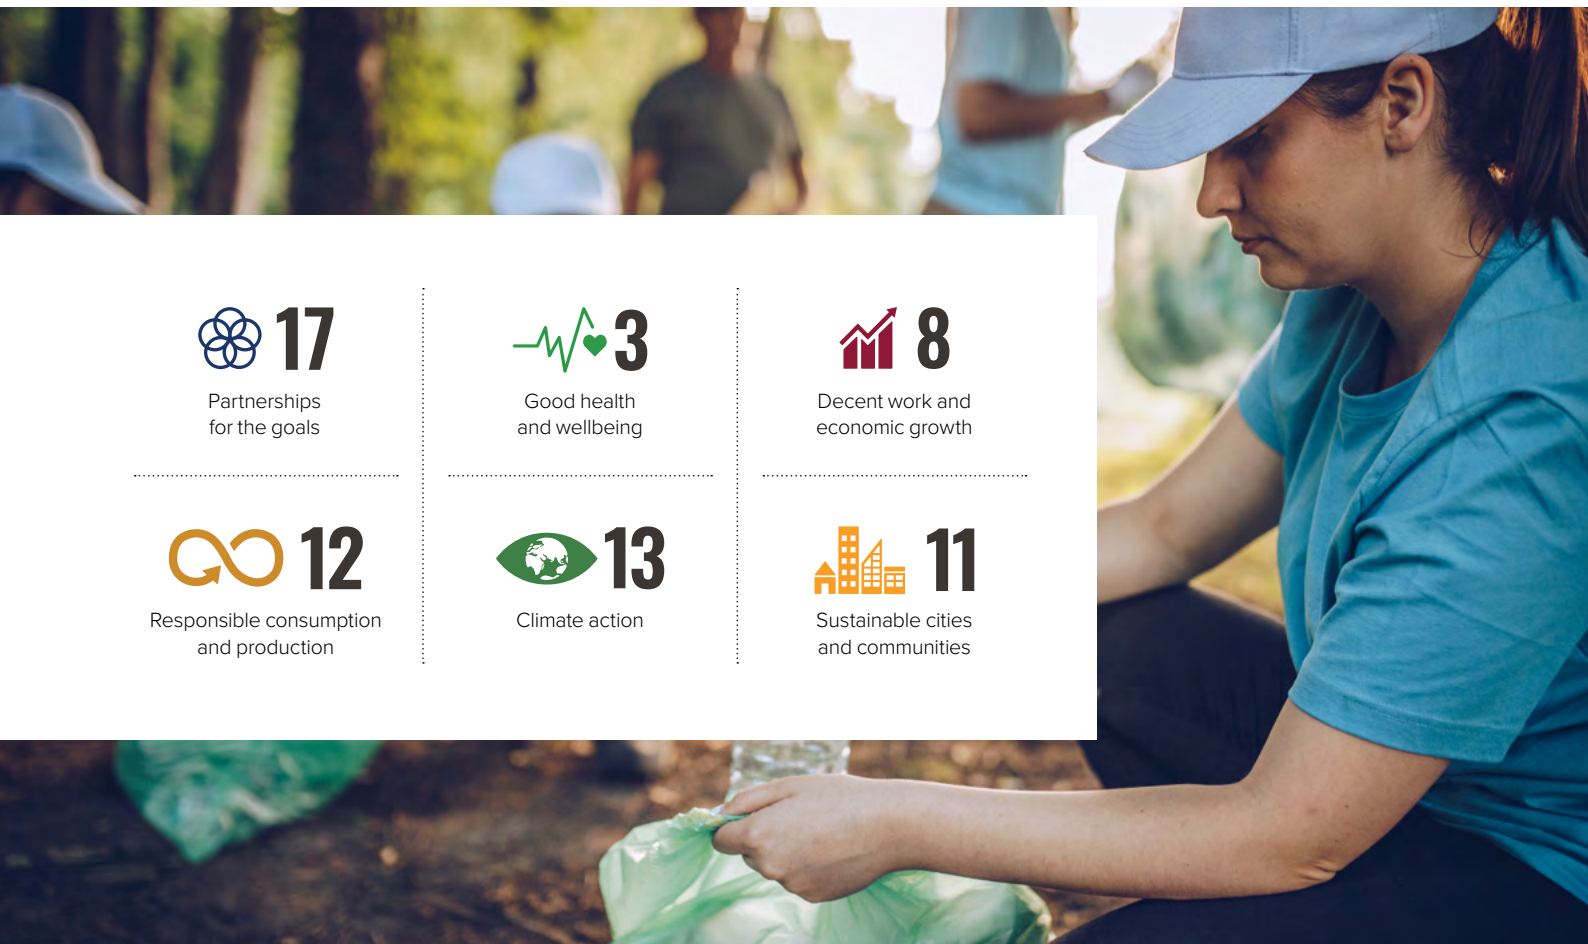 17
Partnerships
for the goals
3
Good health
and wellbeing
8
Decent work and
economic growth
12
Responsible consumption
and production
13
Climate action
11
Sustainable cities
and communities